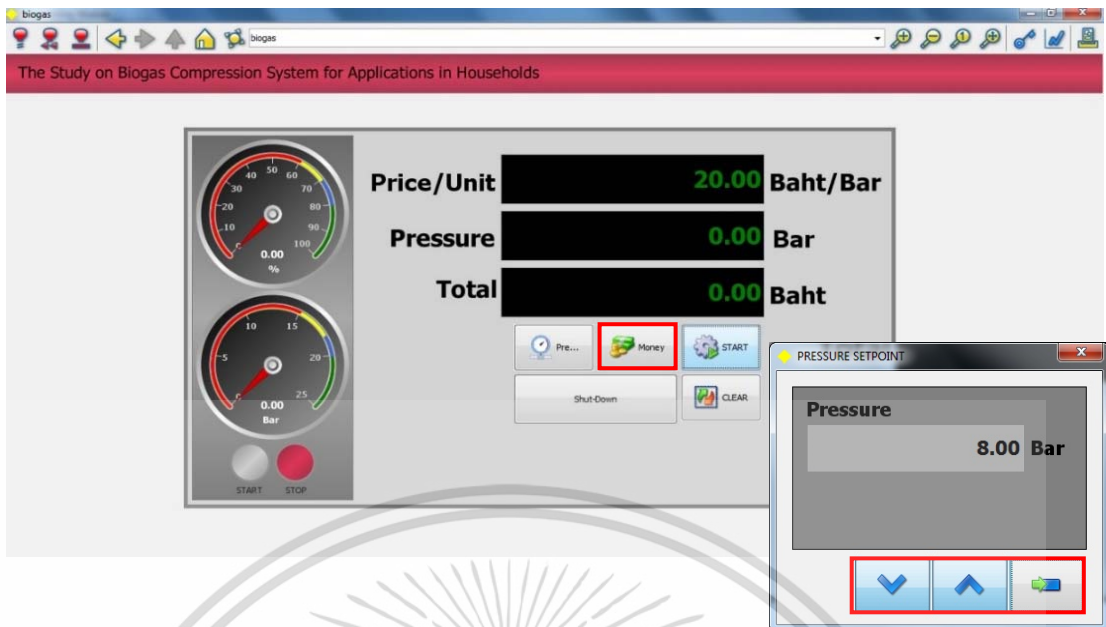 biogas
biogas
The Study on Biogas Compression System for Applications in Households
40 50 60
30 70
20 80
10 90
0 100
0.00
%
Price/Unit 20.00 Baht/Bar
Pressure 0.00 Bar
Total 0.00 Baht
10 15
5 20
0 25
0.00
Bar
START STOP
Pre... Money START
Shut-Down CLEAR
PRESSURE SETPOINT
Pressure
8.00 Bar